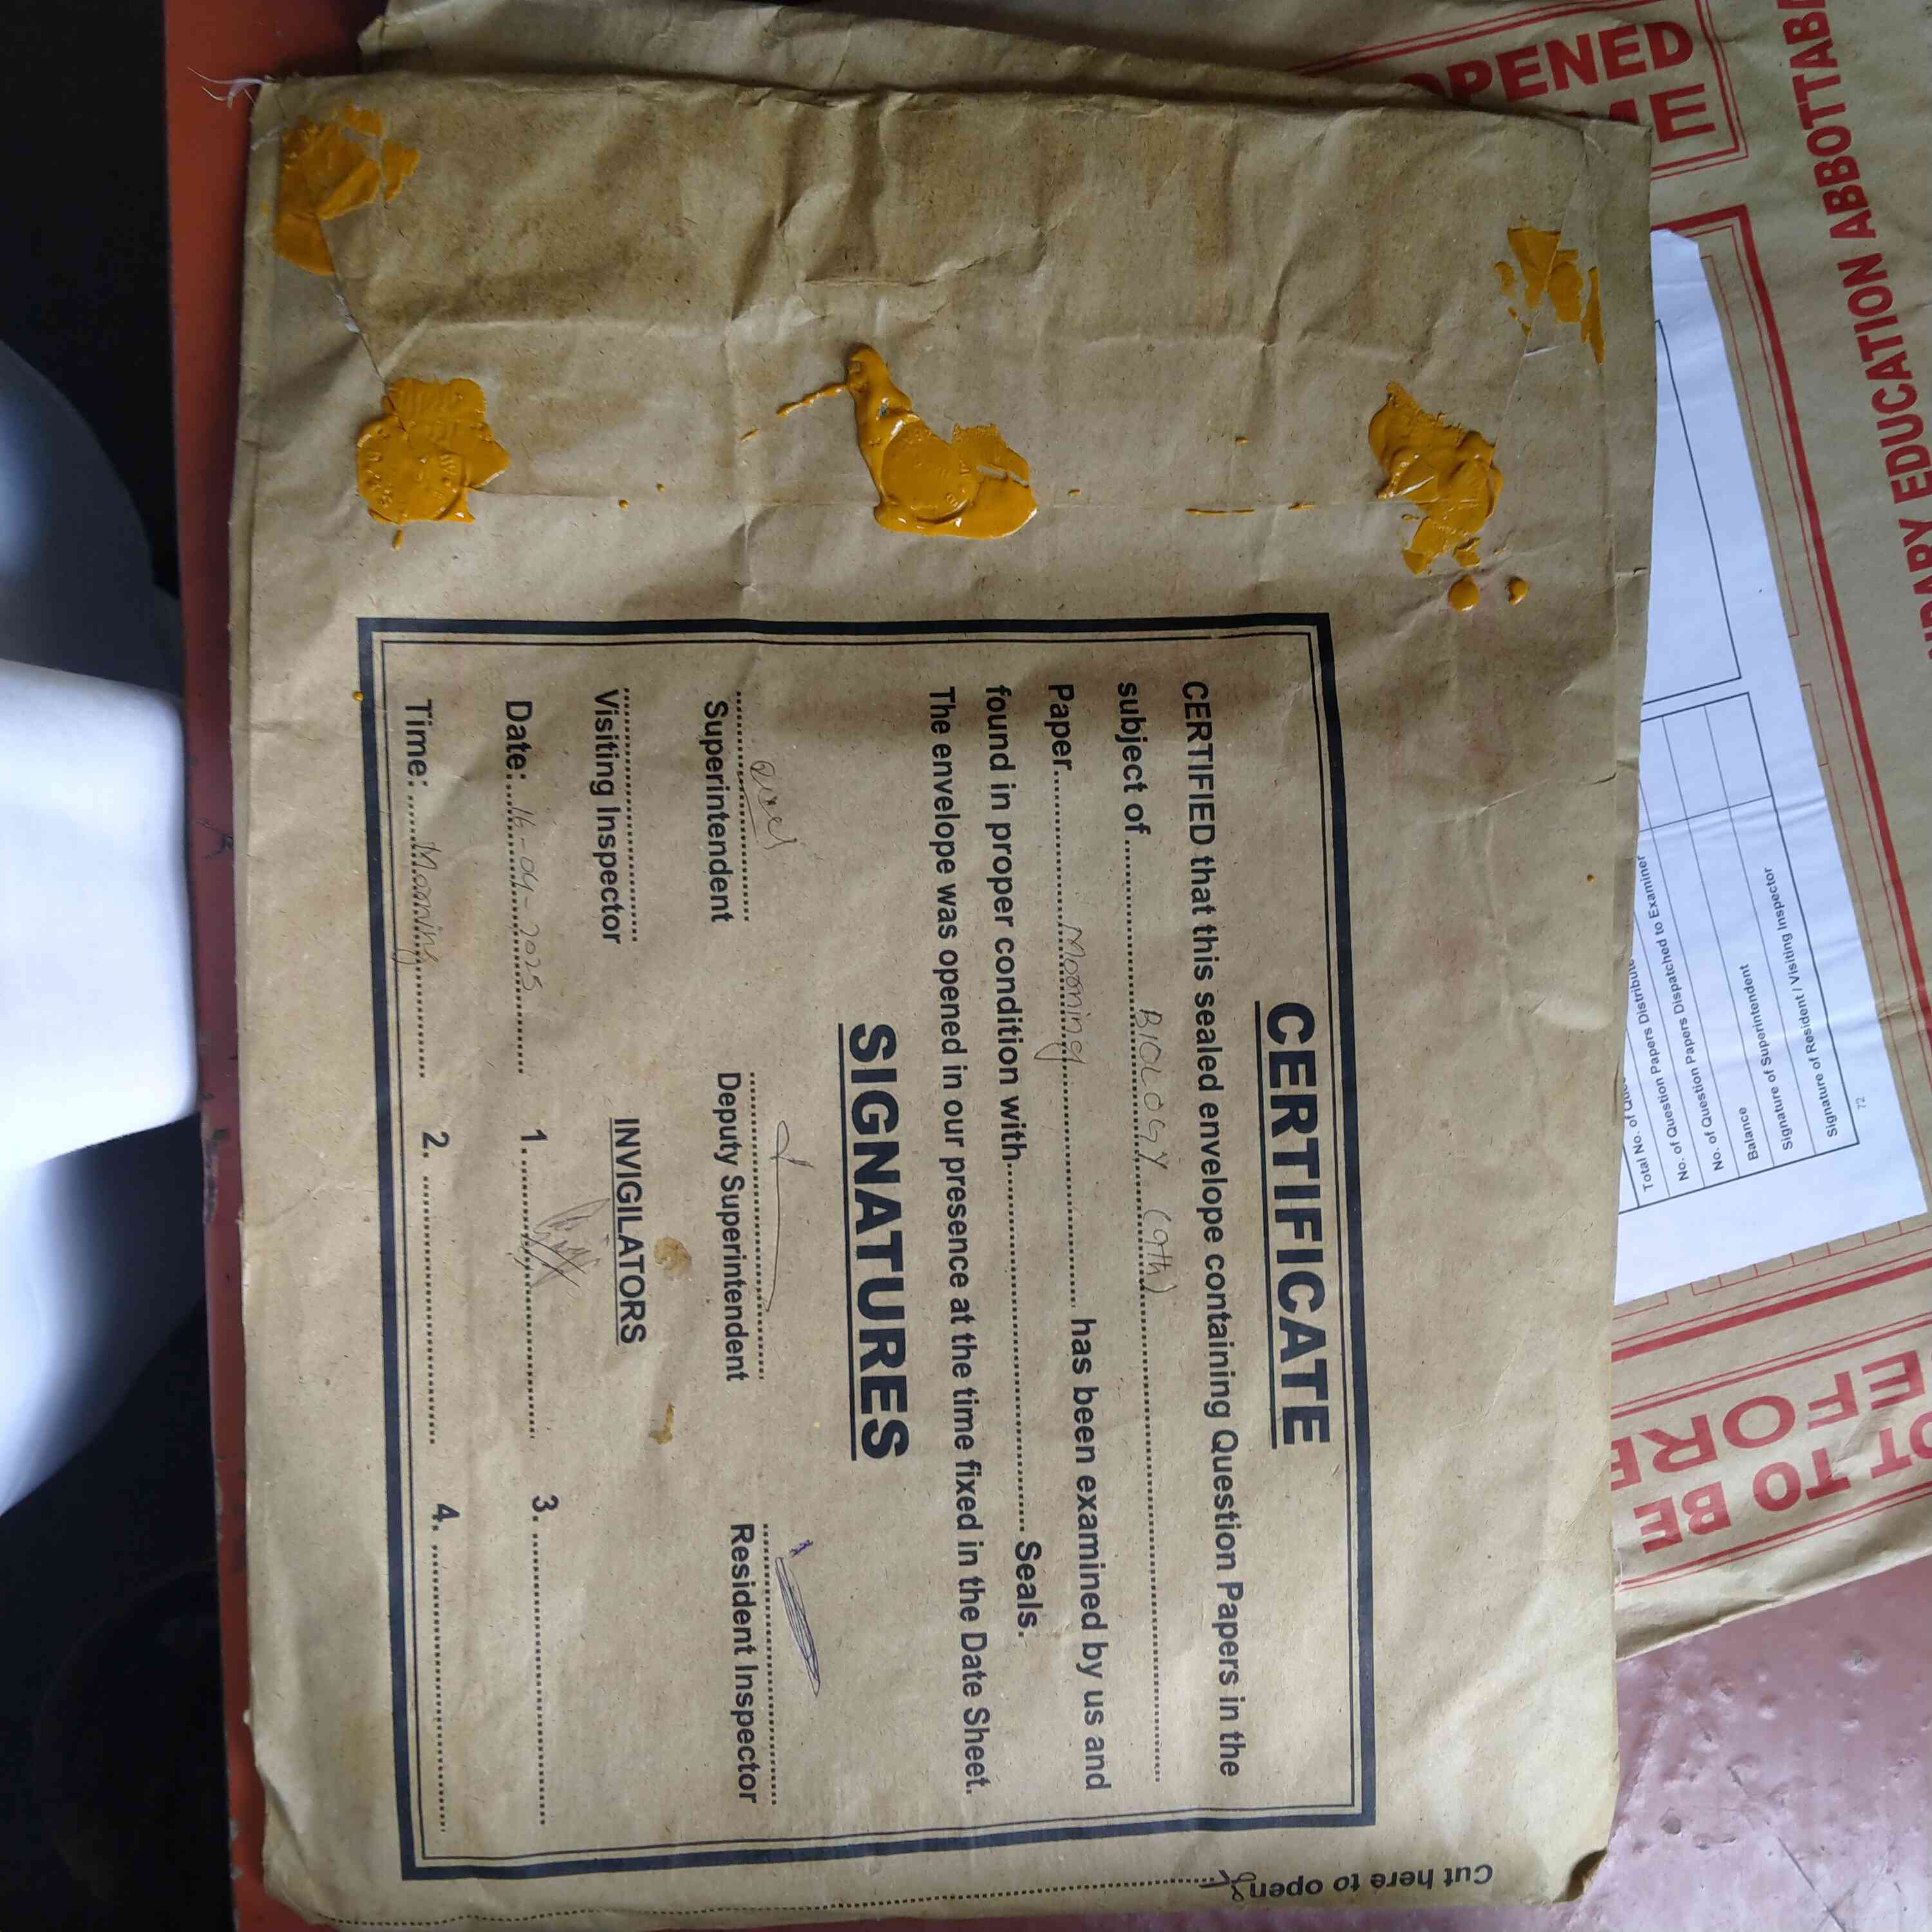 CERTIFICATE
CERTIFIED that this sealed envelope containing Question Papers in the
subject of.......... BIOLOGY (9th)..........
Paper.......... Morning .......... has been examined by us and
found in proper condition with.......... Seals.
The envelope was opened in our presence at the time fixed in the Date Sheet.
SIGNATURES
Superintendent
Deputy Superintendent
Resident Inspector
Visiting Inspector
INVIGILATORS
Date: 16-04-2025
1. ..........
3. ..........
Time: Morning
2. ..........
4. ..........
Cut here to open
OPENED
ME
EDUCATION ABBOTTAB
TO BE
FORE
Total No. of
No. of Question Papers Distribute
No. of Question Papers Dispatched to Examiner
Balance
Signature of Superintendent
Signature of Resident / Visiting Inspector
72